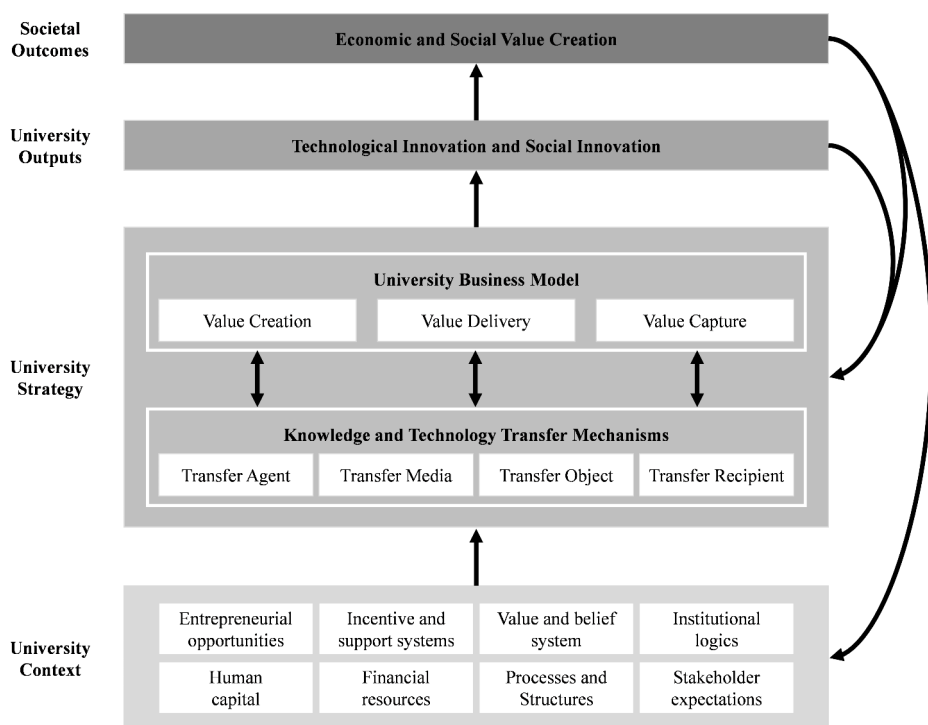 Societal
Outcomes
Economic and Social Value Creation
University
Outputs
Technological Innovation and Social Innovation
University
Strategy
University Business Model
Value Creation
Value Delivery
Value Capture
Knowledge and Technology Transfer Mechanisms
Transfer Agent
Transfer Media
Transfer Object
Transfer Recipient
University
Context
Entrepreneurial
opportunities
Incentive and
support systems
Value and belief
system
Institutional
logics
Human
capital
Financial
resources
Processes and
Structures
Stakeholder
expectations